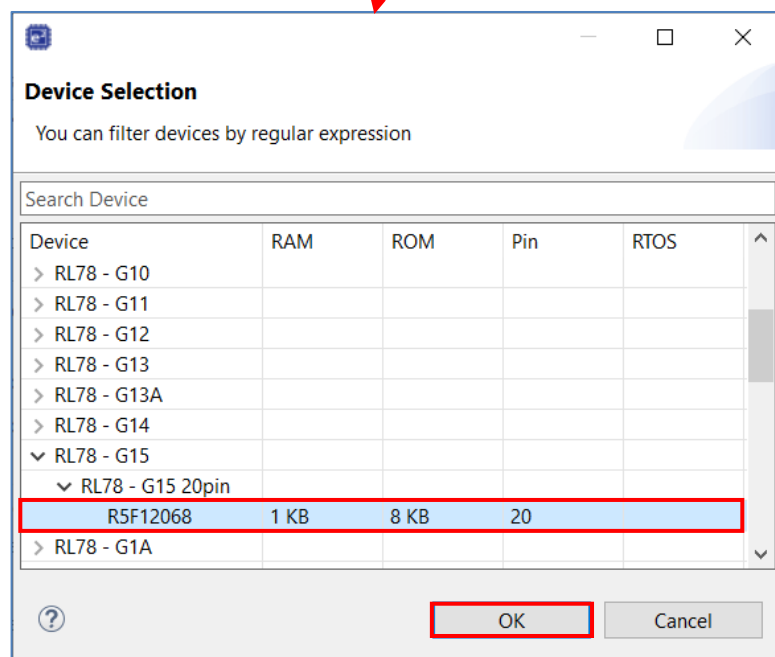 Device Selection
You can filter devices by regular expression
Search Device
Device RAM ROM Pin RTOS
RL78 - G10
RL78 - G11
RL78 - G12
RL78 - G13
RL78 - G13A
RL78 - G14
RL78 - G15
RL78 - G15 20pin
R5F12068 1 KB 8 KB 20
RL78 - G1A
? OK Cancel